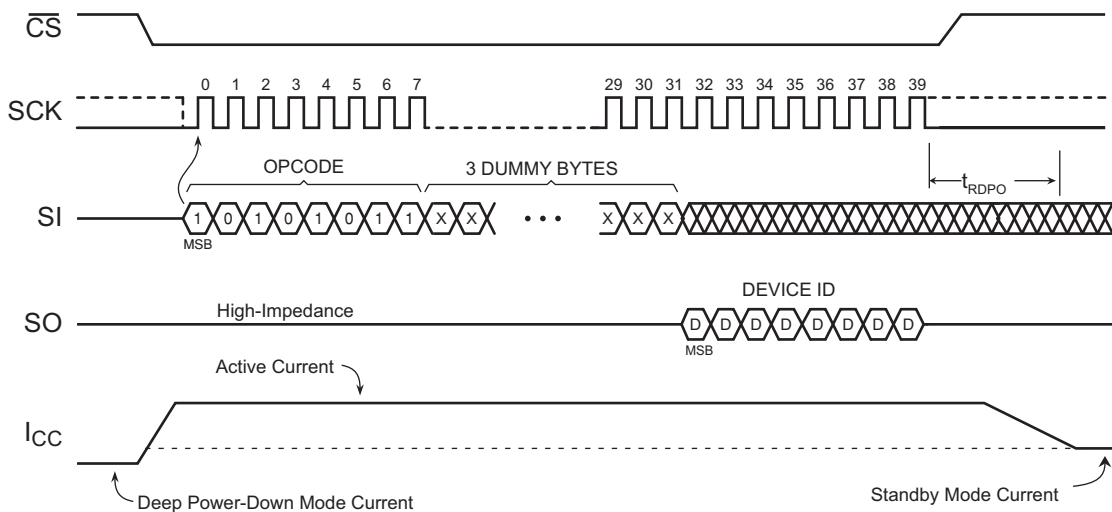 CS
0 1 2 3 4 5 6 7 29 30 31 32 33 34 35 36 37 38 39
SCK
OPCODE 3 DUMMY BYTES tRDPO
SI 1 0 1 0 1 0 1 1 X X • • • X X X
MSB
DEVICE ID
High-Impedance
SO D D D D D D D D
MSB
Active Current
ICC
Deep Power-Down Mode Current Standby Mode Current